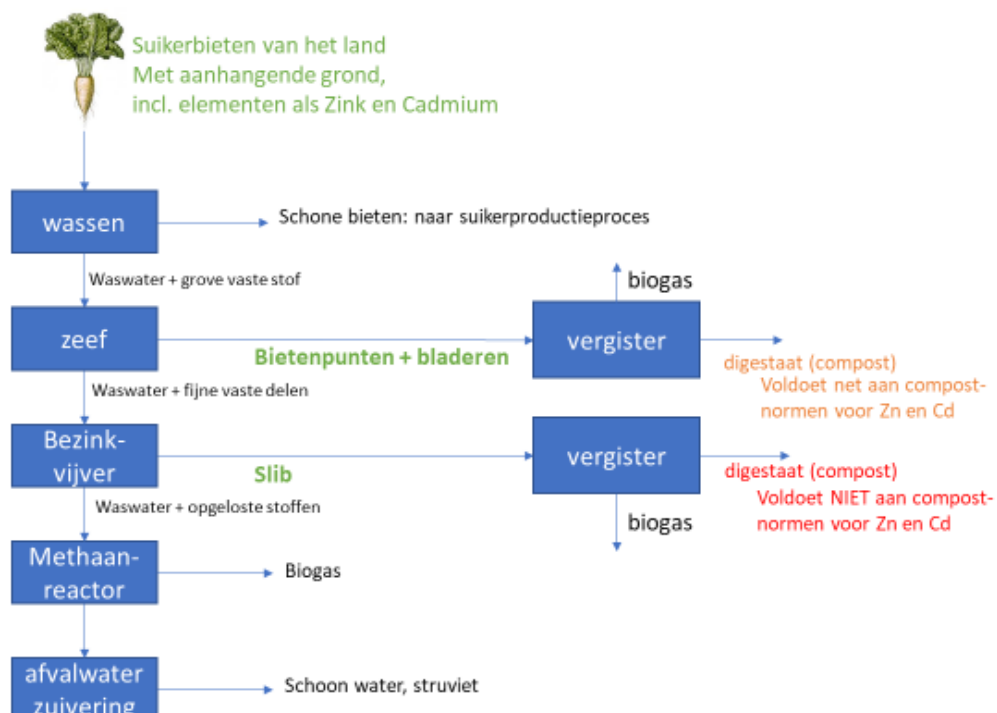 Suikerbieten van het land
Met aanhangende grond,
incl. elementen als Zink en Cadmium
wassen
Schone bieten: naar suikerproductieproces
Waswater + grove vaste stof
biogas
zeef
Bietenpunten + bladeren
vergister
digestaat (compost)
Voldoet net aan compost-
normen voor Zn en Cd
Waswater + fijne vaste delen
Bezink-
vijver
Slib
vergister
digestaat (compost)
Voldoet NIET aan compost-
normen voor Zn en Cd
Waswater + opgeloste stoffen
biogas
Methaan-
reactor
Biogas
afvalwater
zuivering
Schoon water, struviet